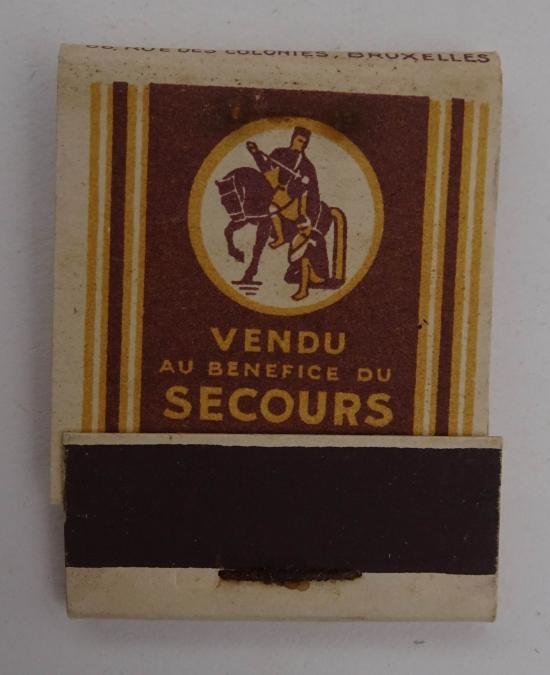 RUE DES COLONIES, BRUXELLES
VENDU
AU BENEFICE DU
SECOURS